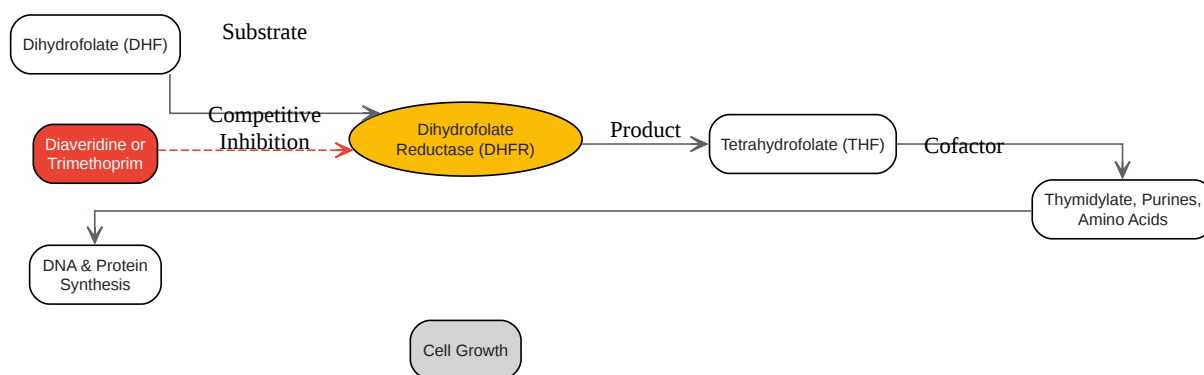 Dihydrofolate (DHF)
Substrate
Competitive
Inhibition
Diaveridine or
Trimethoprim
Dihydrofolate
Reductase (DHFR)
Product
Tetrahydrofolate (THF)
Cofactor
Thymidylate, Purines,
Amino Acids
DNA & Protein
Synthesis
Cell Growth